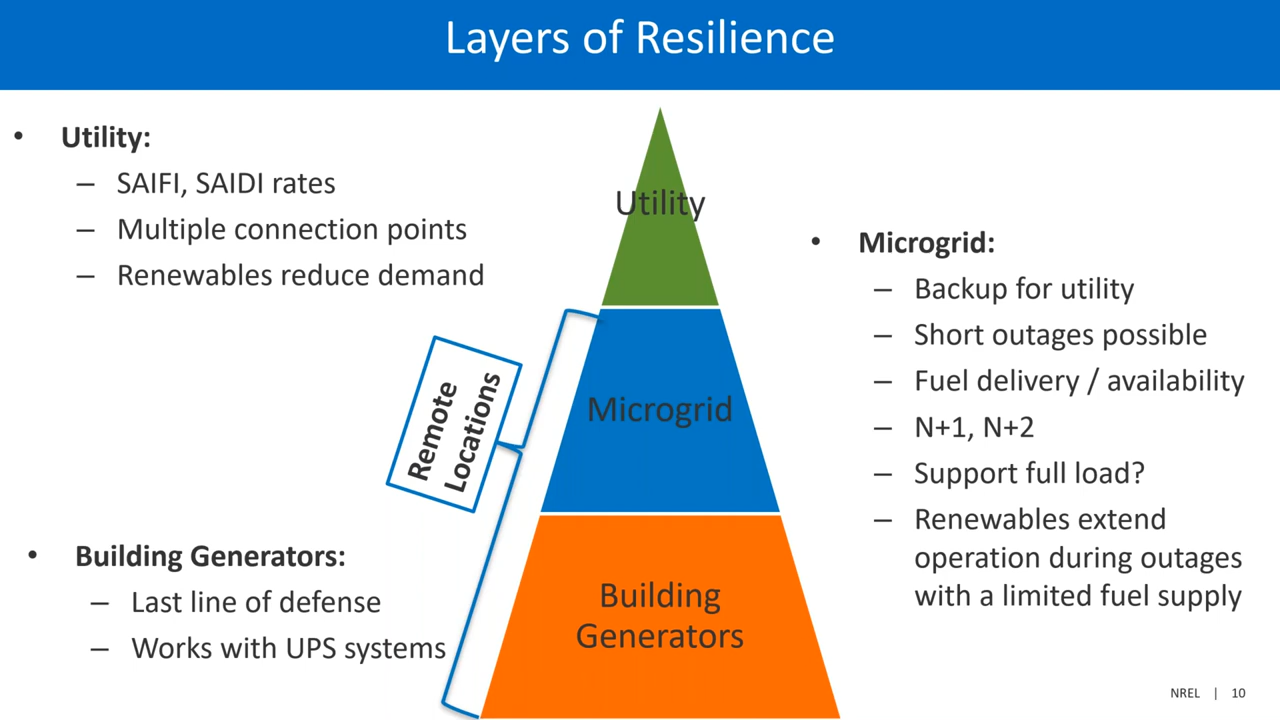 Layers of Resilience
• Utility:
– SAIFI, SAIDI rates
– Multiple connection points
– Renewables reduce demand
Utility
Microgrid
Building
Generators
Remote
Locations
• Microgrid:
– Backup for utility
– Short outages possible
– Fuel delivery / availability
– N+1, N+2
– Support full load?
– Renewables extend
operation during outages
with a limited fuel supply
• Building Generators:
– Last line of defense
– Works with UPS systems
NREL | 10